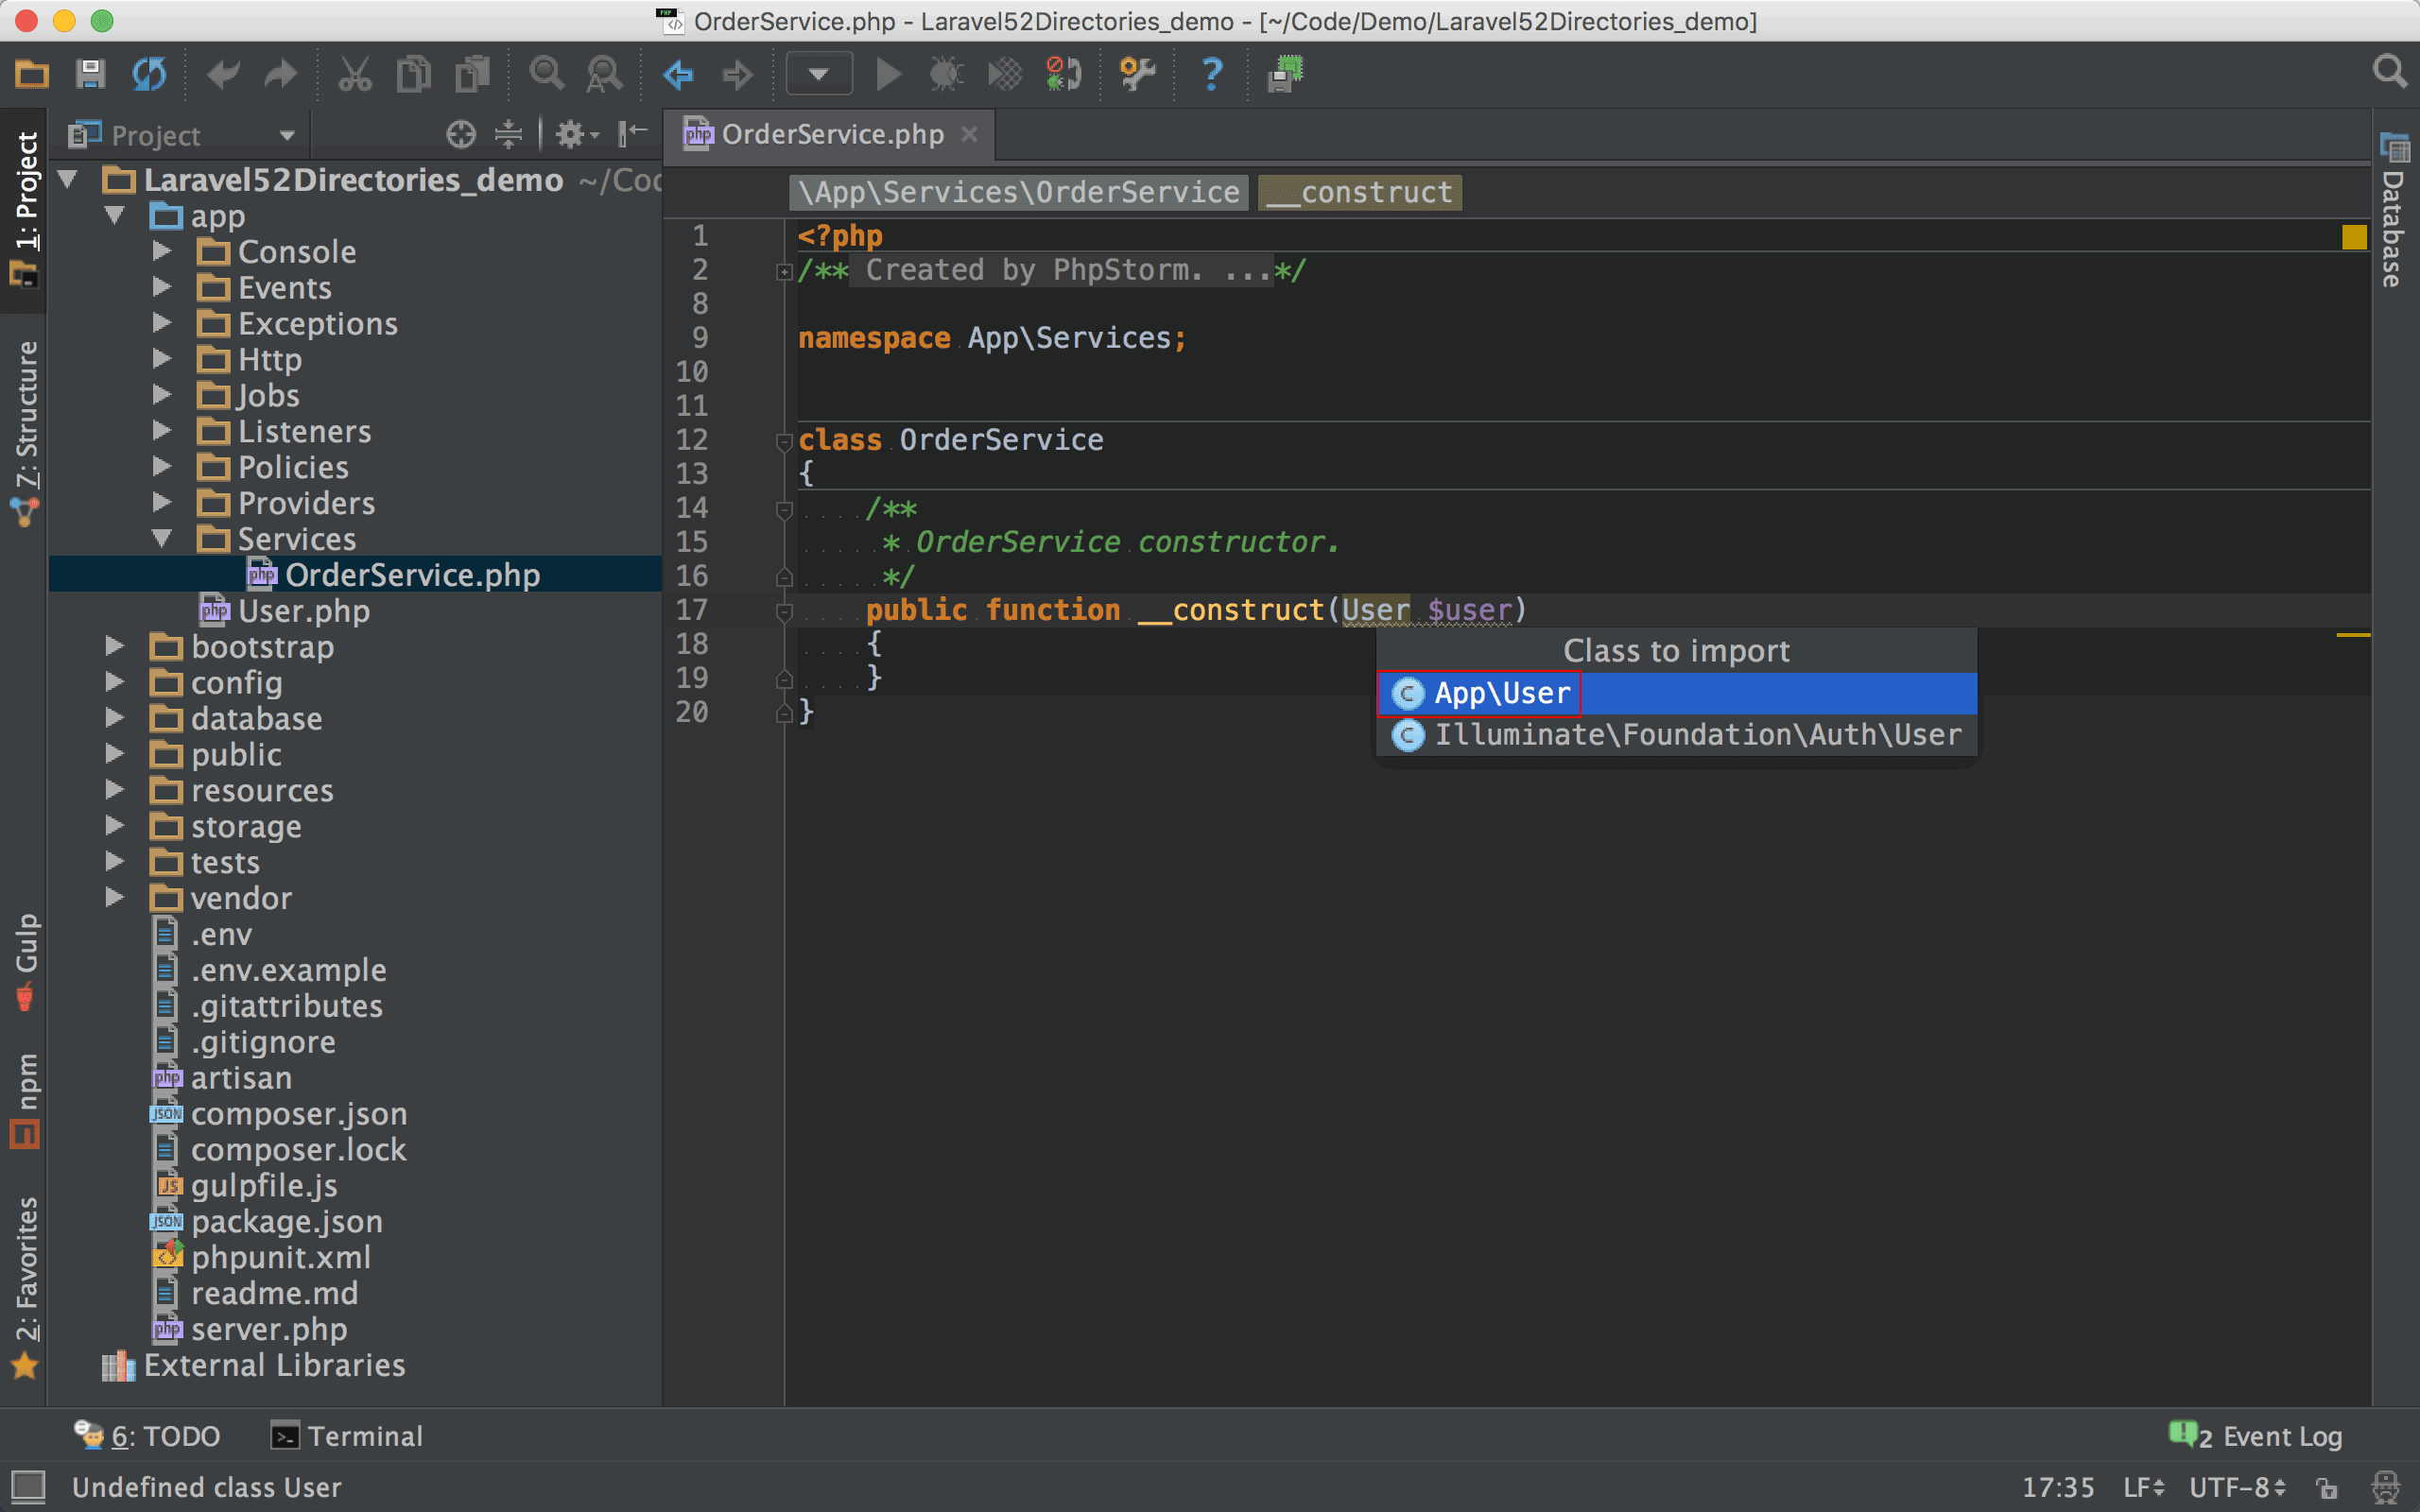 OrderService.php - Laravel52Directories_demo - [~/Code/Demo/Laravel52Directories_demo]
1: Project
7: Structure
Gulp
npm
2: Favorites
Project
Laravel52Directories_demo ~/Cod
app
Console
Events
Exceptions
Http
Jobs
Listeners
Policies
Providers
Services
OrderService.php
User.php
bootstrap
config
database
public
resources
storage
tests
vendor
.env
.env.example
.gitattributes
.gitignore
artisan
composer.json
composer.lock
gulpfile.js
package.json
phpunit.xml
readme.md
server.php
External Libraries
OrderService.php
\App\Services\OrderService __construct
1 <?php
2 /** Created by PhpStorm. ...*/
8
9 namespace App\Services;
10
11
12 class OrderService
13 {
14 /**
15 * OrderService constructor.
16 */
17 public function __construct(User $user)
18 {
19 }
20 }
Class to import
App\User
Illuminate\Foundation\Auth\User
Database
6: TODO Terminal
2 Event Log
Undefined class User
17:35 LF UTF-8